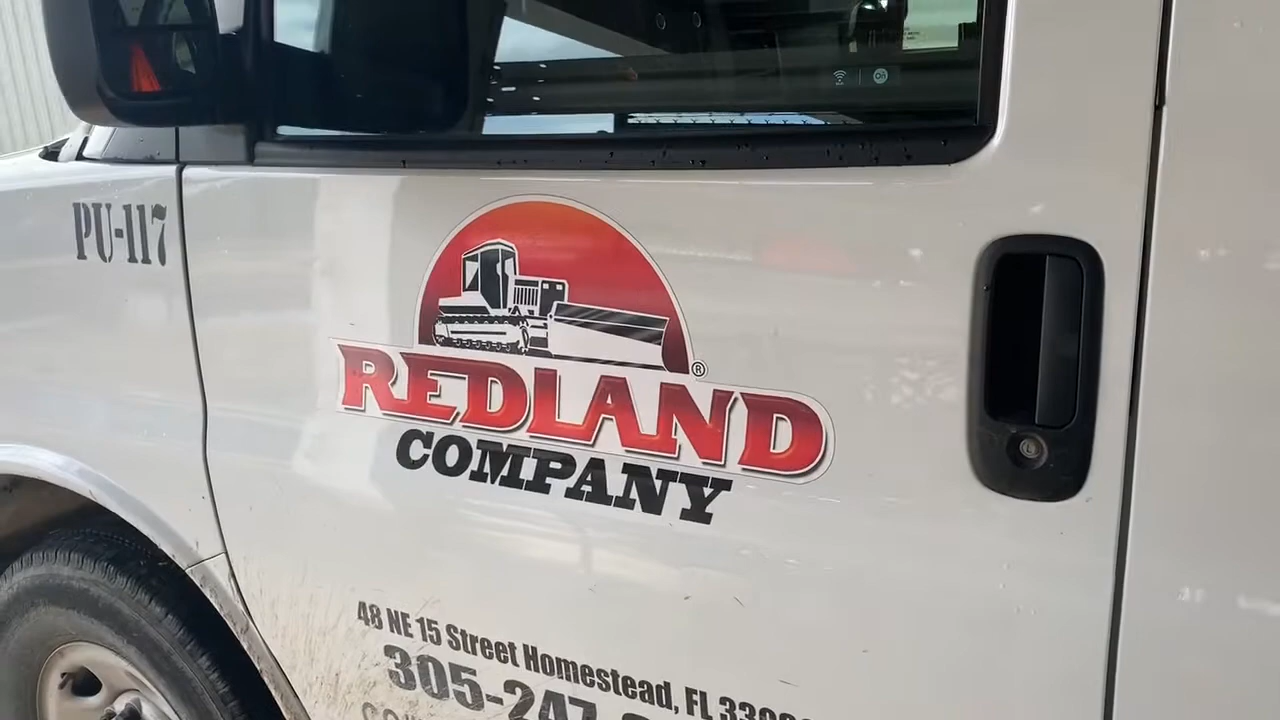 PU-117
®
REDLAND
COMPANY
48 NE 15 Street Homestead, FL
305-247-